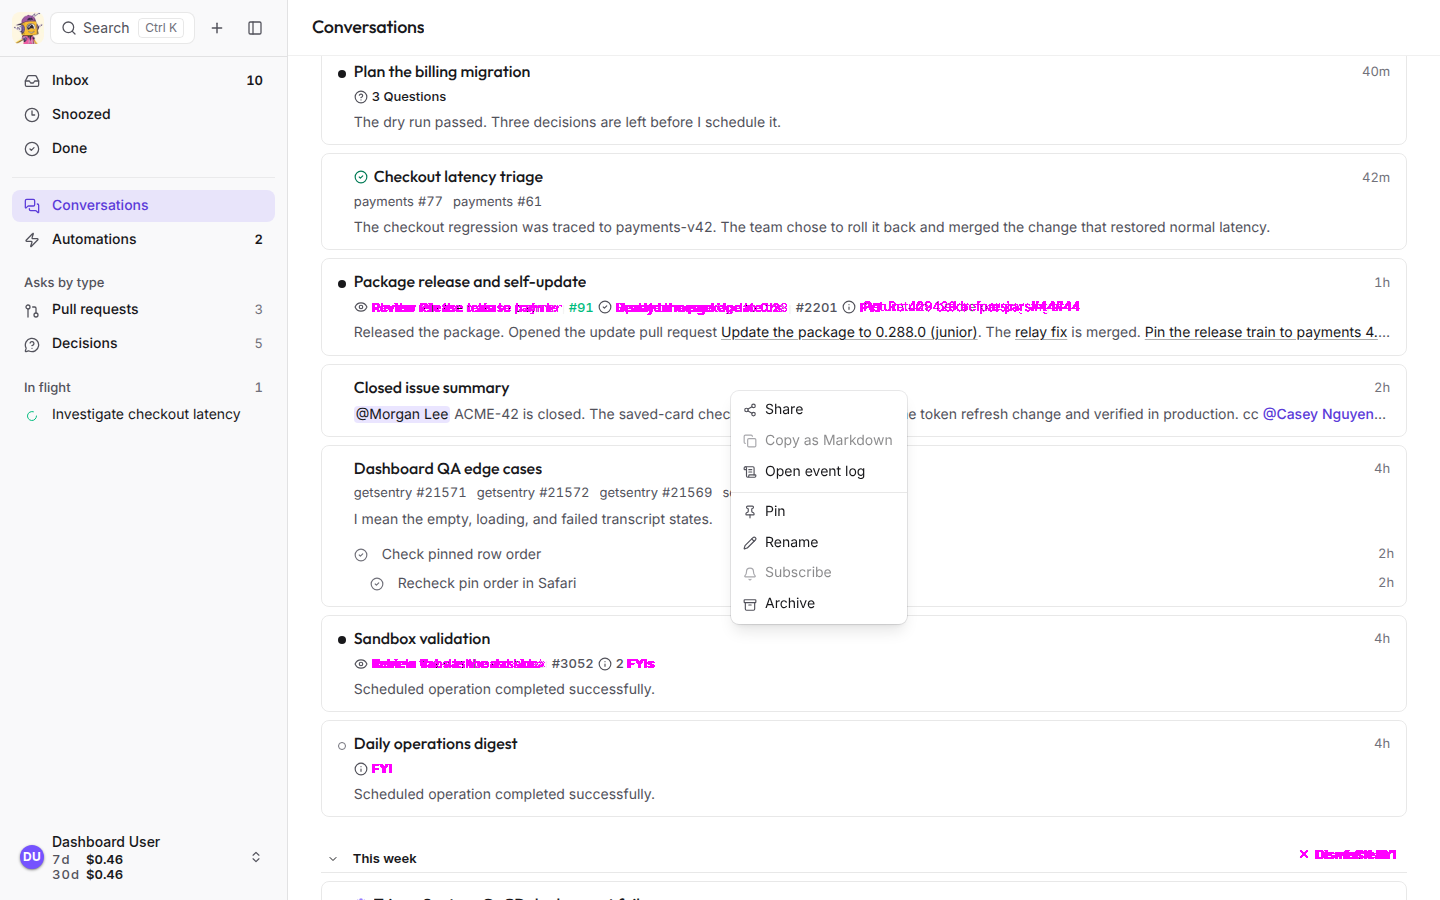 Search Ctrl K
Inbox 10
Snoozed
Done
Conversations
Automations 2
Asks by type
Pull requests 3
Decisions 5
In flight 1
Investigate checkout latency
Dashboard User
DU
7d $0.46
30d $0.46
Conversations
Plan the billing migration 40m
3 Questions
The dry run passed. Three decisions are left before I schedule it.
Checkout latency triage 42m
payments #77 payments #61
The checkout regression was traced to payments-v42. The team chose to roll it back and merged the change that restored normal latency.
Package release and self-update 1h
#91 #2201
Released the package. Opened the update pull request Update the package to 0.288.0 (junior). The relay fix is merged. Pin the release train to payments 4....
Closed issue summary 2h
@Morgan Lee ACME-42 is closed. The saved-card token refresh change and verified in production. cc @Casey Nguyen...
Dashboard QA edge cases 4h
getsentry #21571 getsentry #21572 getsentry #21569
I mean the empty, loading, and failed transcript states.
Check pinned row order 2h
Recheck pin order in Safari 2h
Share
Copy as Markdown
Open event log
Pin
Rename
Subscribe
Archive
Sandbox validation 4h
#3052 2 FYIs
Scheduled operation completed successfully.
Daily operations digest 4h
FYI
Scheduled operation completed successfully.
This week